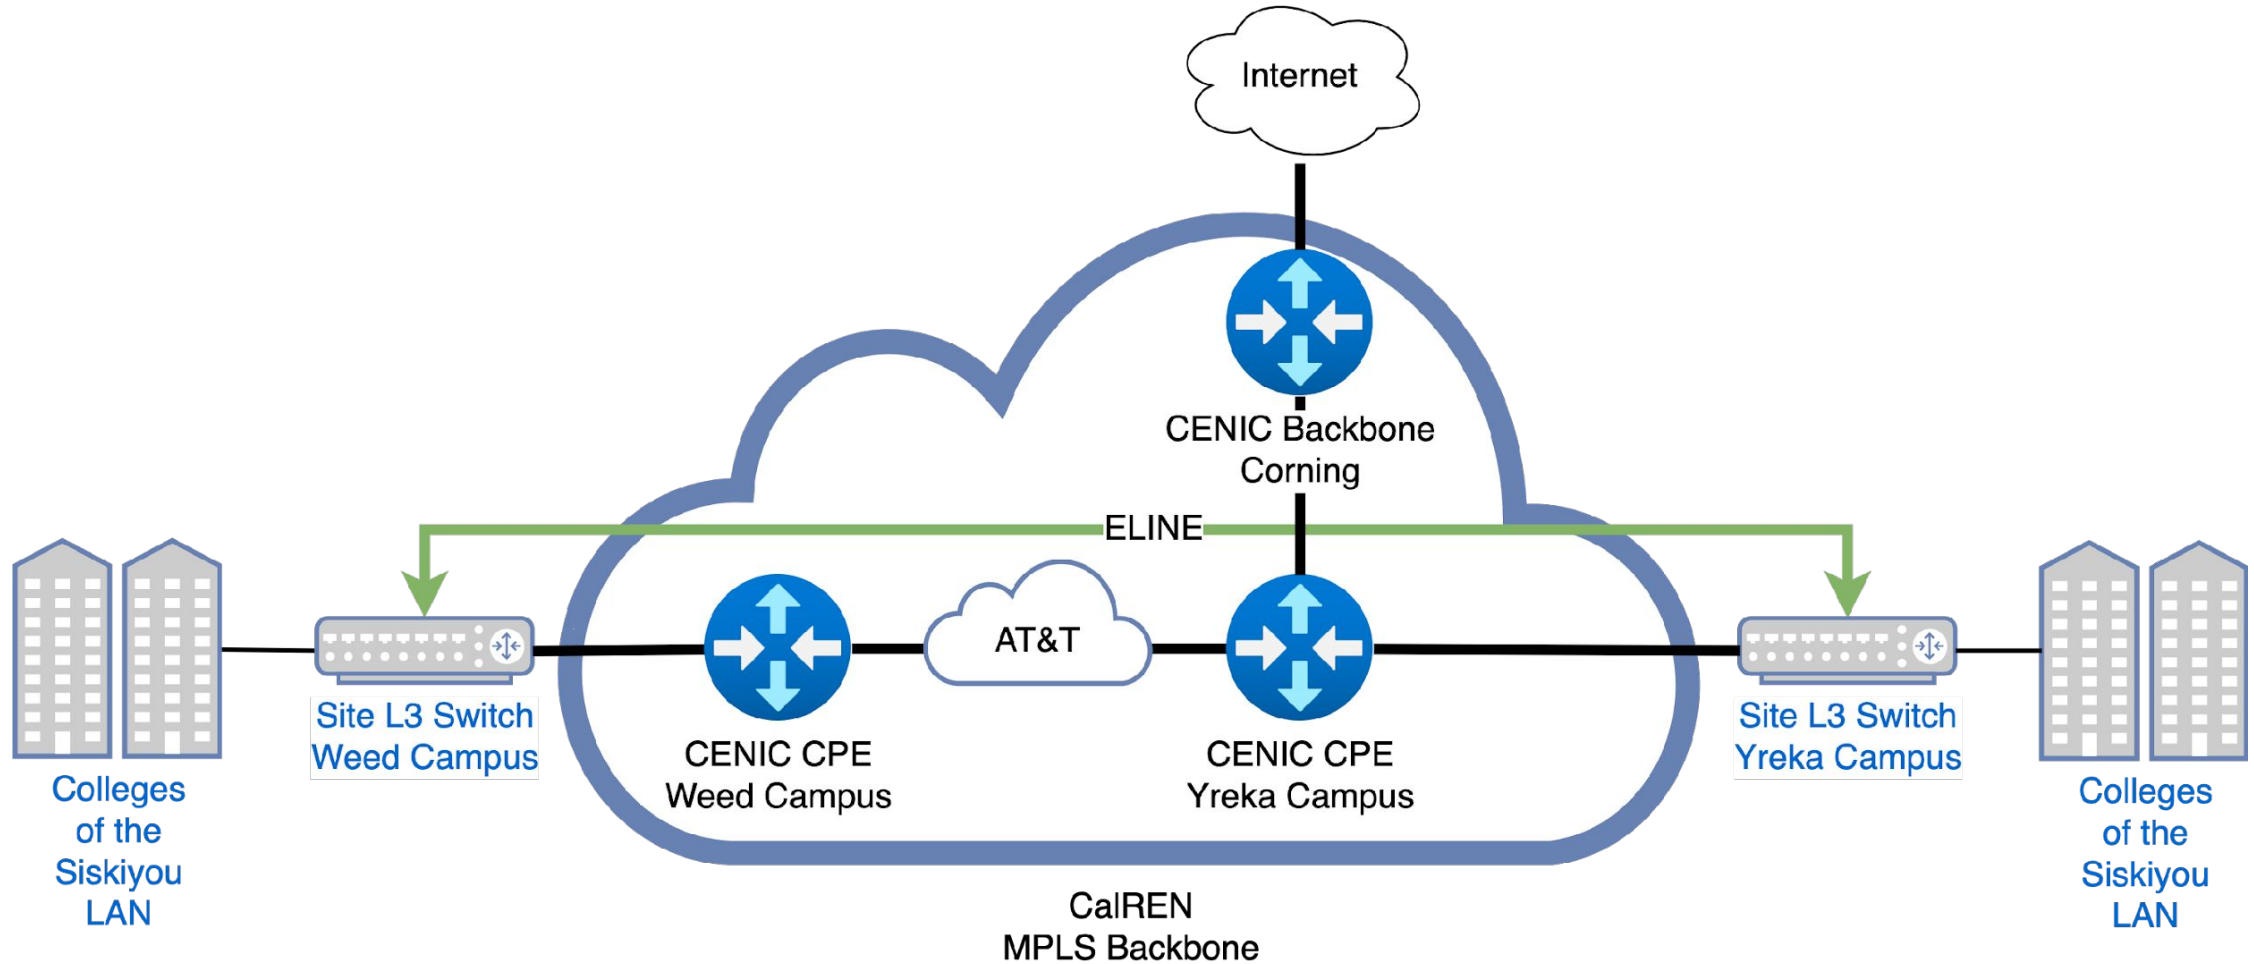 Internet
CENIC Backbone
Corning
ELINE
AT&T
Site L3 Switch
Weed Campus
CENIC CPE
Weed Campus
CENIC CPE
Yreka Campus
Site L3 Switch
Yreka Campus
Colleges
of the
Siskiyou
LAN
Colleges
of the
Siskiyou
LAN
CalREN
MPLS Backbone